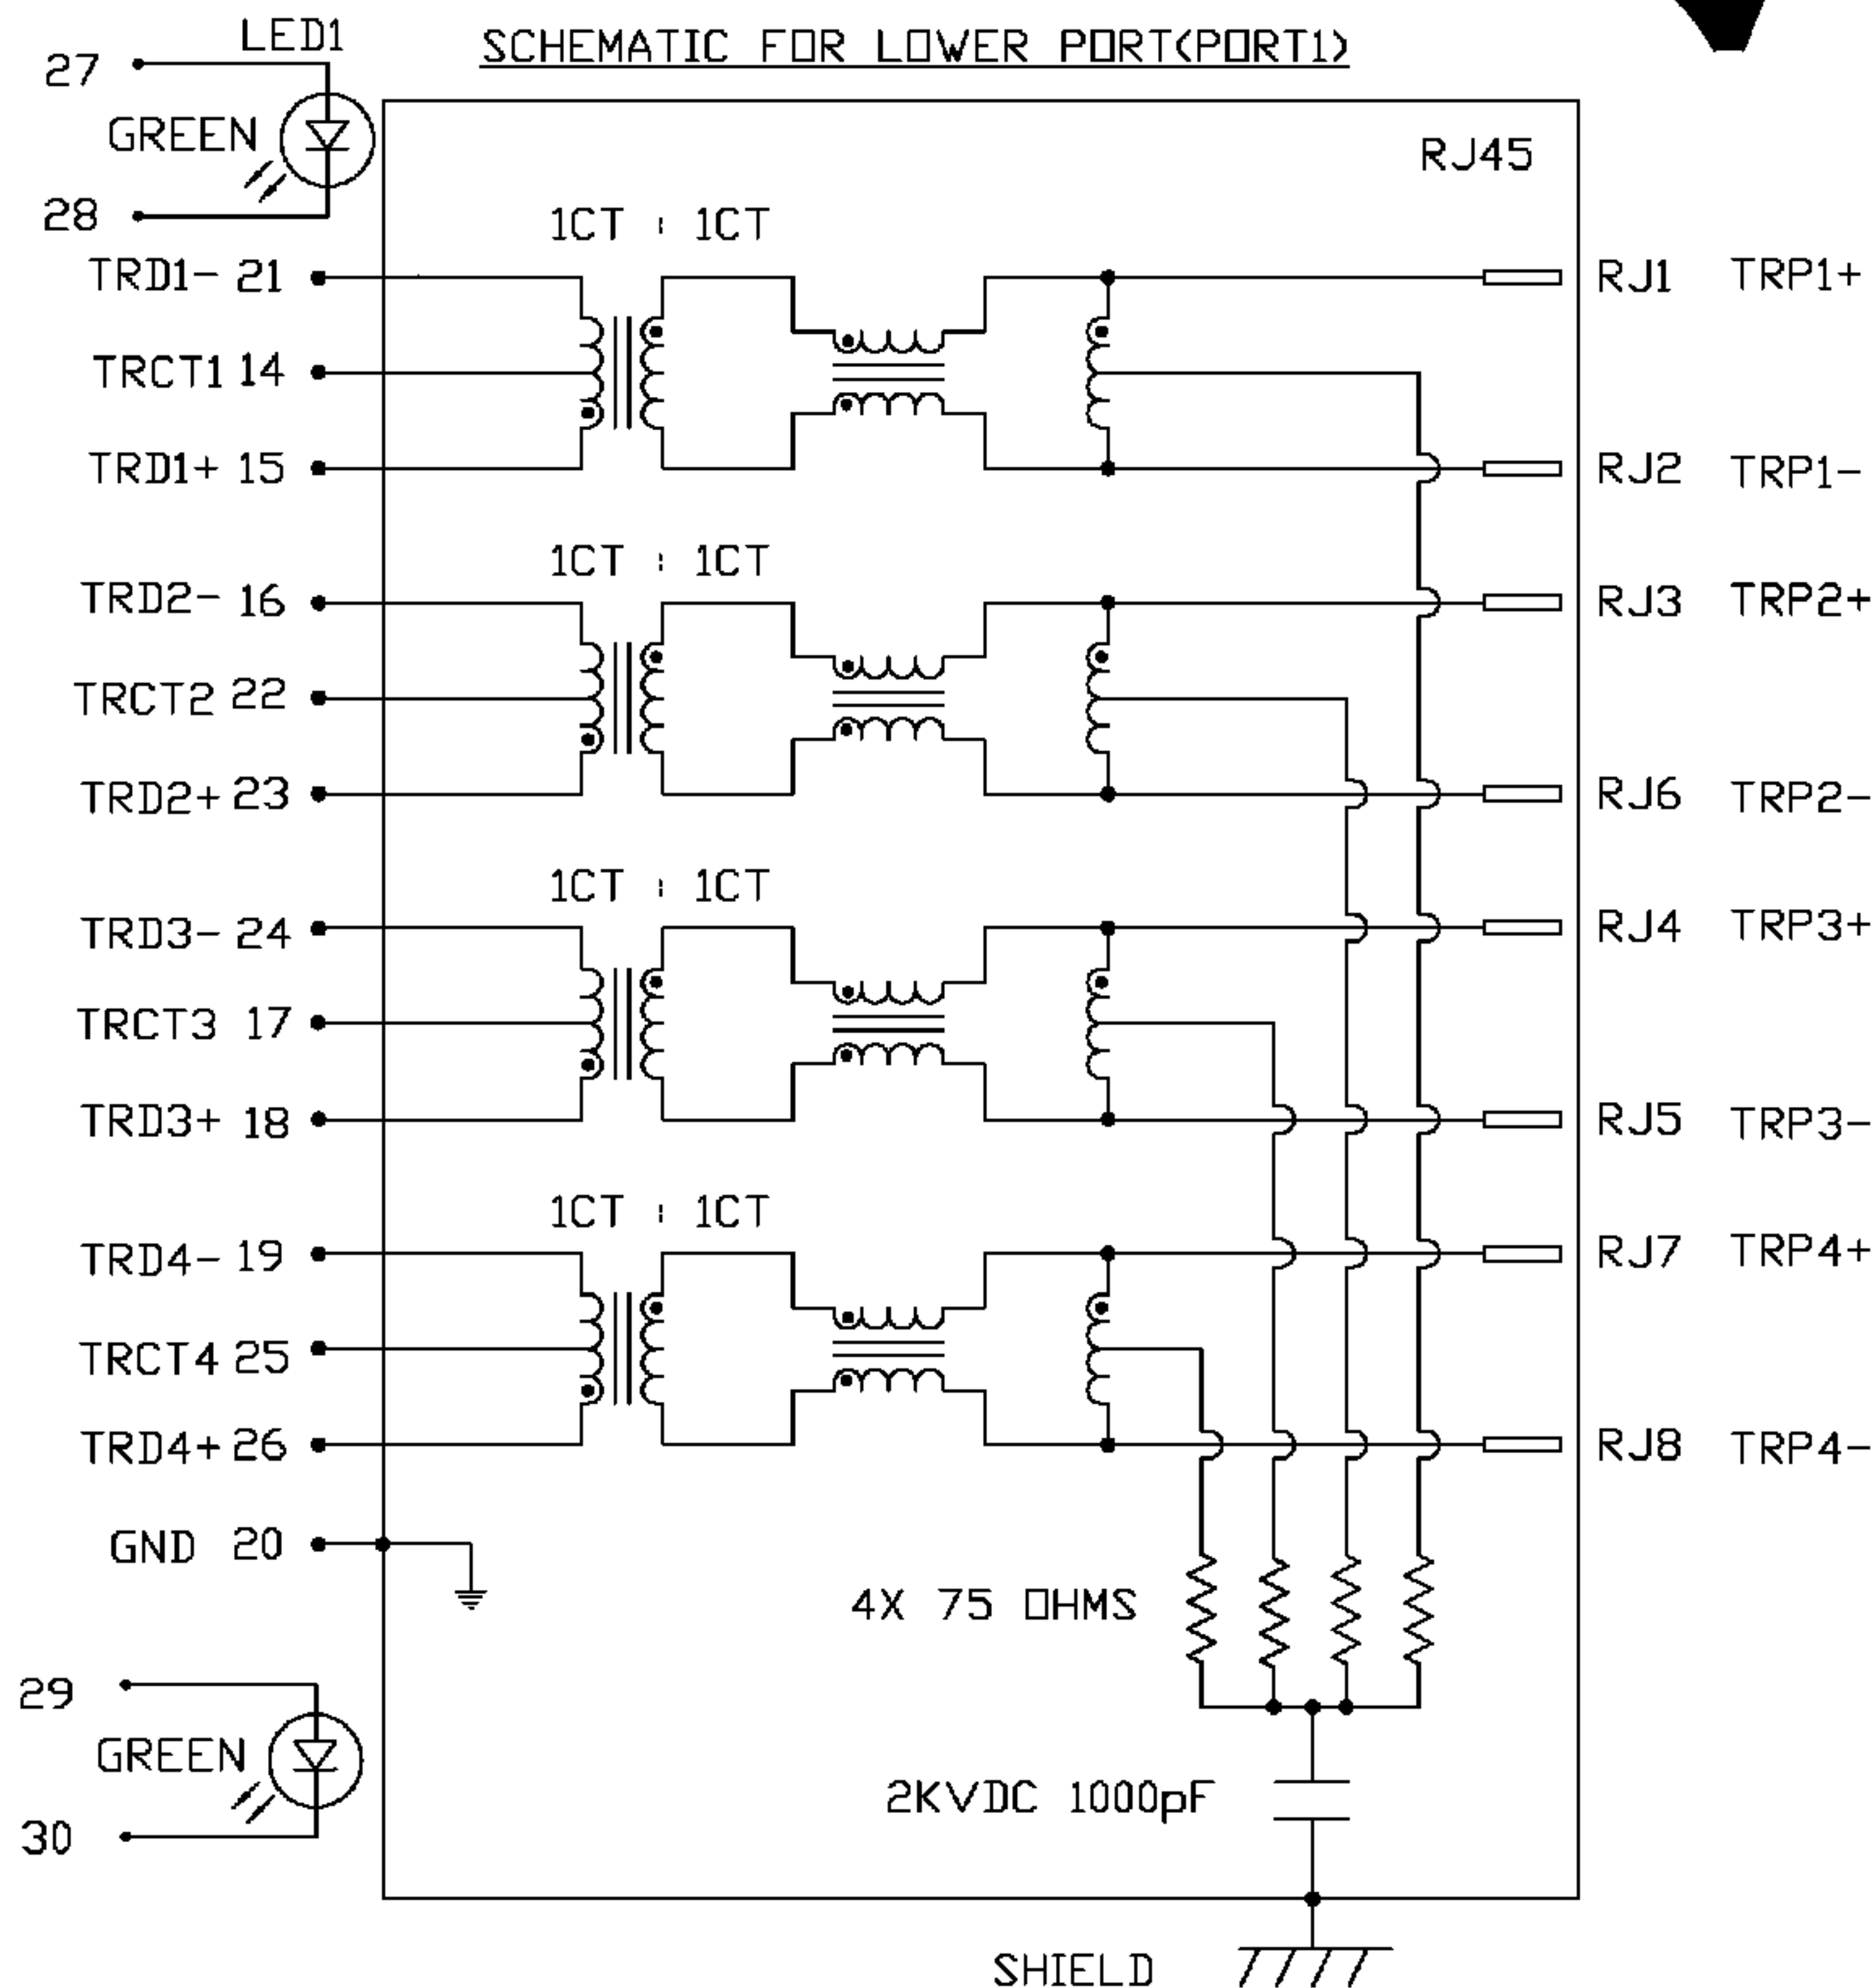 LED1
SCHEMATIC FOR LOWER PORT(PORT1)
27
GREEN
28
RJ45
1CT : 1CT
TRD1- 21
RJ1 TRP1+
TRCT1 14
TRD1+ 15
RJ2 TRP1-
1CT : 1CT
TRD2- 16
RJ3 TRP2+
TRCT2 22
TRD2+ 23
RJ6 TRP2-
1CT : 1CT
TRD3- 24
RJ4 TRP3+
TRCT3 17
TRD3+ 18
RJ5 TRP3-
1CT : 1CT
TRD4- 19
RJ7 TRP4+
TRCT4 25
TRD4+ 26
RJ8 TRP4-
GND 20
4X 75 OHMS
29
GREEN
30
2KVDC 1000pF
SHIELD